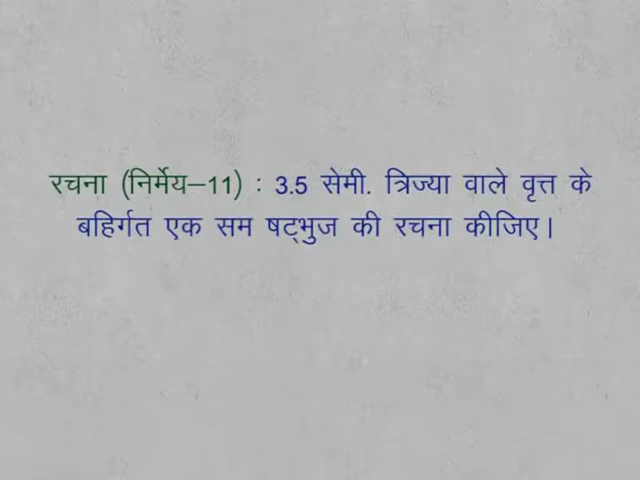 रचना (निर्मेय–11) : 3.5 सेमी. त्रिज्या वाले वृत्त के
बहिर्गत एक सम षट्भुज की रचना कीजिए।